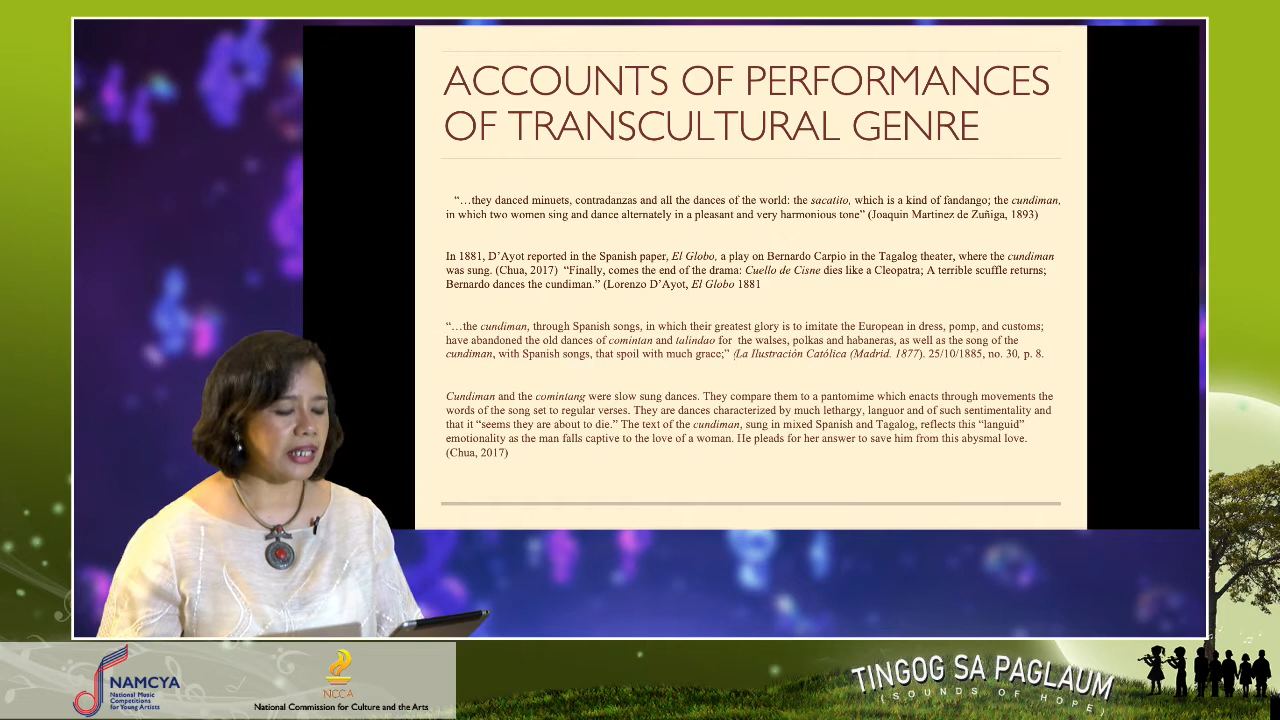 ACCOUNTS OF PERFORMANCES
OF TRANSCULTURAL GENRE
“…they danced minuets, contradanzas and all the dances of the world: the sacatito, which is a kind of fandango; the cundiman,
in which two women sing and dance alternately in a pleasant and very harmonious tone” (Joaquin Martinez de Zuñiga, 1893)
In 1881, D’Ayot reported in the Spanish paper, El Globo, a play on Bernardo Carpio in the Tagalog theater, where the cundiman
was sung. (Chua, 2017) “Finally, comes the end of the drama: Cuello de Cisne dies like a Cleopatra; A terrible scuffle returns;
Bernardo dances the cundiman.” (Lorenzo D’Ayot, El Globo 1881
“…the cundiman, through Spanish songs, in which their greatest glory is to imitate the European in dress, pomp, and customs;
have abandoned the old dances of comintan and talindao for the walses, polkas and habaneras, as well as the song of the
cundiman, with Spanish songs, that spoil with much grace;” (La Ilustración Católica (Madrid. 1877). 25/10/1885, no. 30, p. 8.
Cundiman and the comintang were slow sung dances. They compare them to a pantomime which enacts through movements the
words of the song set to regular verses. They are dances characterized by much lethargy, languor and of such sentimentality and
that it “seems they are about to die.” The text of the cundiman, sung in mixed Spanish and Tagalog, reflects this “languid”
emotionality as the man falls captive to the love of a woman. He pleads for her answer to save him from this abysmal love.
(Chua, 2017)
NAMCYA
National Music
Competitions
for Young Artists
NCCA
National Commission for Culture and the Arts
TINGOG SA PAGLAUM
(SOUNDS OF HOPE)